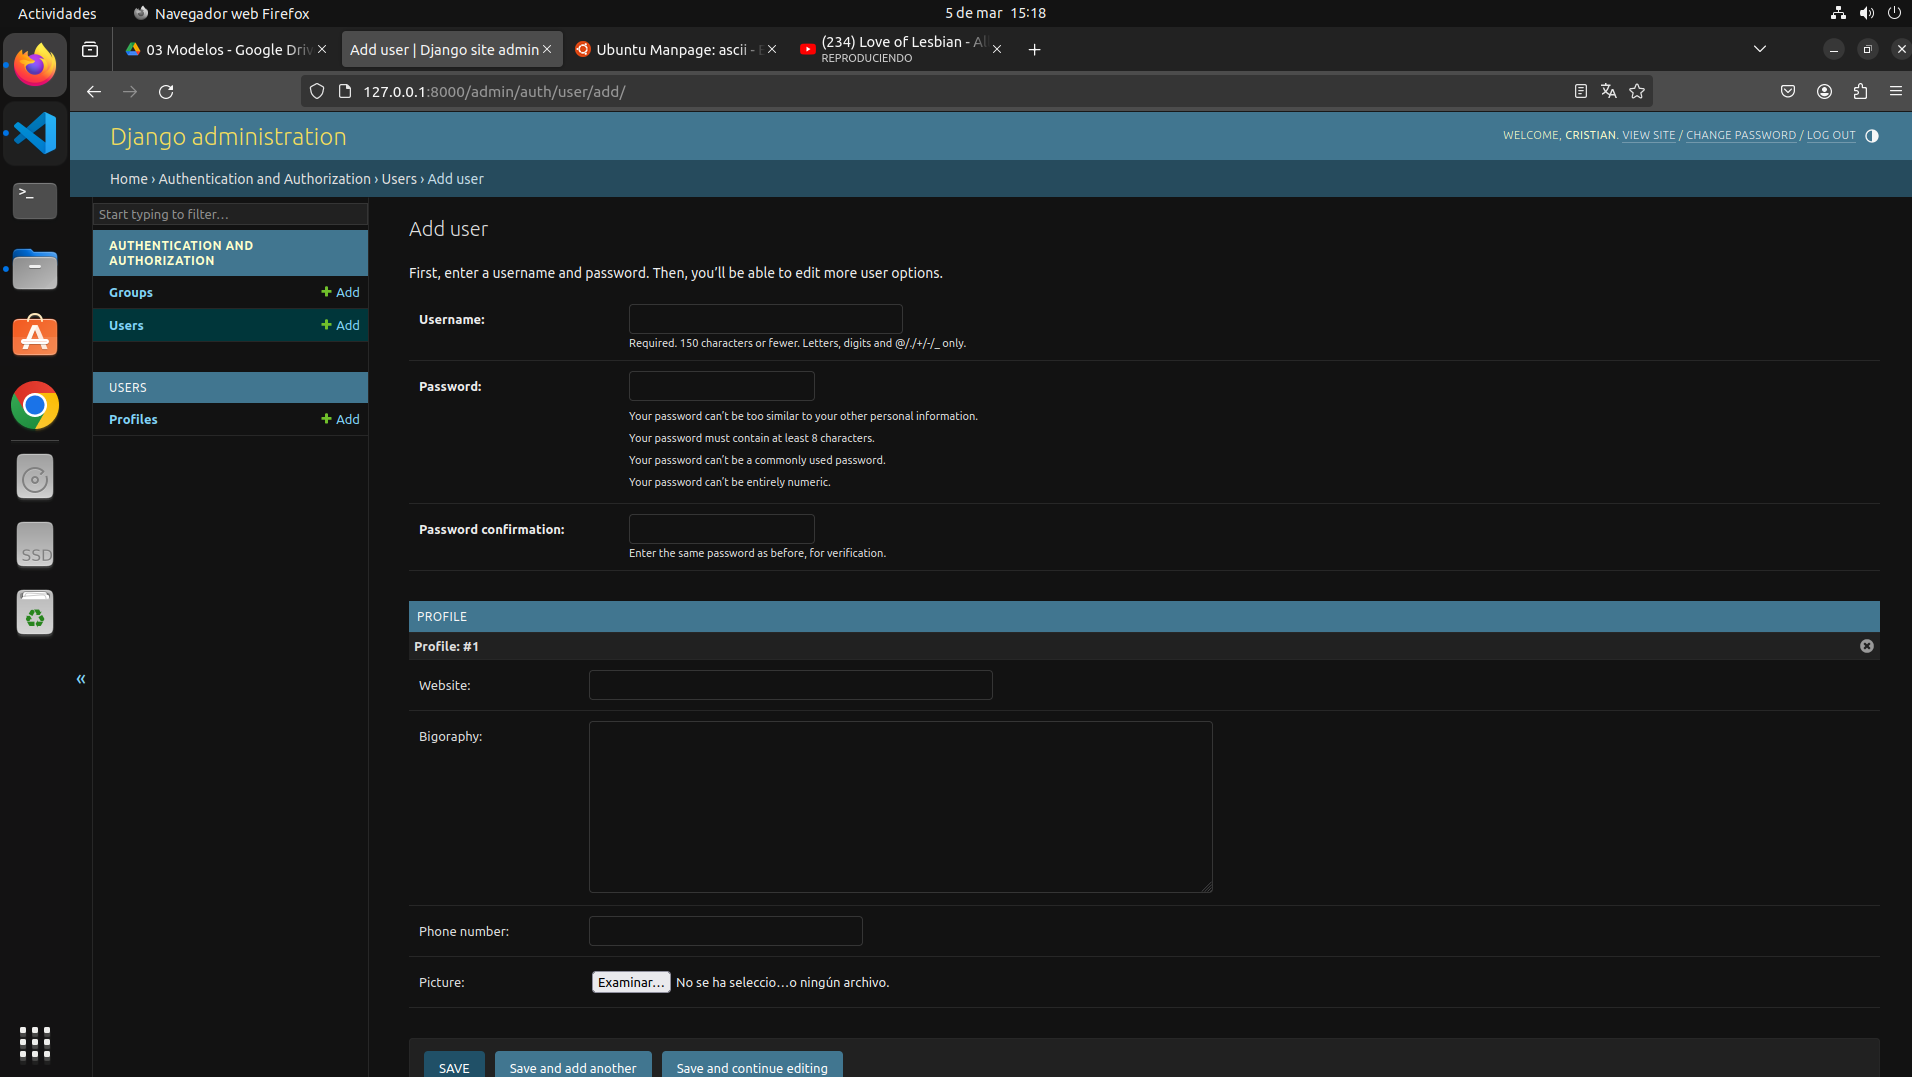 Actividades
Navegador web Firefox
5 de mar 15:18
03 Modelos - Google Driv
Add user | Django site admin
Ubuntu Manpage: ascii -
(234) Love of Lesbian - Al
REPRODUCIENDO
127.0.0.1:8000/admin/auth/user/add/
Django administration
WELCOME, CRISTIAN. VIEW SITE / CHANGE PASSWORD / LOG OUT
Home › Authentication and Authorization › Users › Add user
Start typing to filter…
AUTHENTICATION AND
AUTHORIZATION
Groups
Add
Users
Add
USERS
Profiles
Add
Add user
First, enter a username and password. Then, you’ll be able to edit more user options.
Username:
Required. 150 characters or fewer. Letters, digits and @/./+/-/_ only.
Password:
Your password can’t be too similar to your other personal information.
Your password must contain at least 8 characters.
Your password can’t be a commonly used password.
Your password can’t be entirely numeric.
Password confirmation:
Enter the same password as before, for verification.
PROFILE
Profile: #1
Website:
Bigoraphy:
Phone number:
Picture:
Examinar…
No se ha seleccio…o ningún archivo.
SAVE
Save and add another
Save and continue editing
SSD